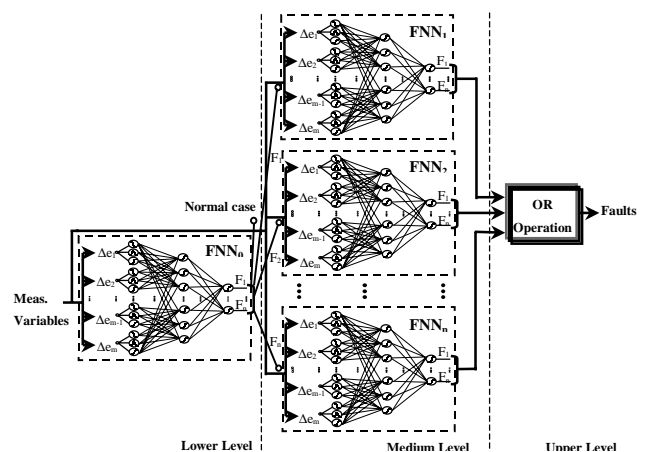 FNN1
Δe1
Δe2
Δem-1
Δem
F1
Fn
FNN2
Δe1
Δe2
Δem-1
Δem
F1
Fn
F1
Normal case
FNN0
Δe1
Δe2
Δem-1
Δem
F1
Fn
F2
Fn
Meas.
Variables
OR
Operation
Faults
FNNn
Δe1
Δe2
Δem-1
Δem
F1
Fn
Lower Level
Medium Level
Upper Level